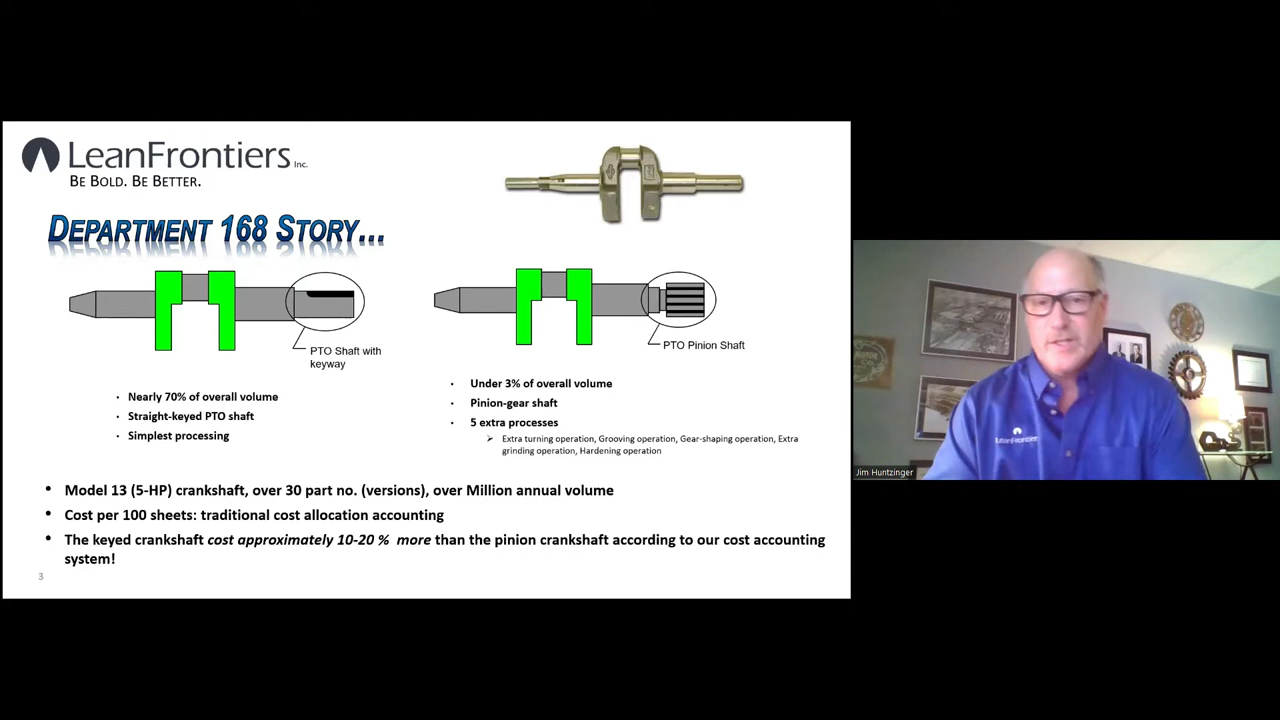 LeanFrontiers Inc.
BE BOLD. BE BETTER.
DEPARTMENT 168 STORY...
PTO Shaft with
keyway
PTO Pinion Shaft
• Nearly 70% of overall volume
• Straight-keyed PTO shaft
• Simplest processing
• Under 3% of overall volume
• Pinion-gear shaft
• 5 extra processes
➢ Extra turning operation, Grooving operation, Gear-shaping operation, Extra
grinding operation, Hardening operation
• Model 13 (5-HP) crankshaft, over 30 part no. (versions), over Million annual volume
• Cost per 100 sheets: traditional cost allocation accounting
• The keyed crankshaft cost approximately 10-20 % more than the pinion crankshaft according to our cost accounting
system!
3
LeanFrontiers
MOTOR
Jim Huntzinger